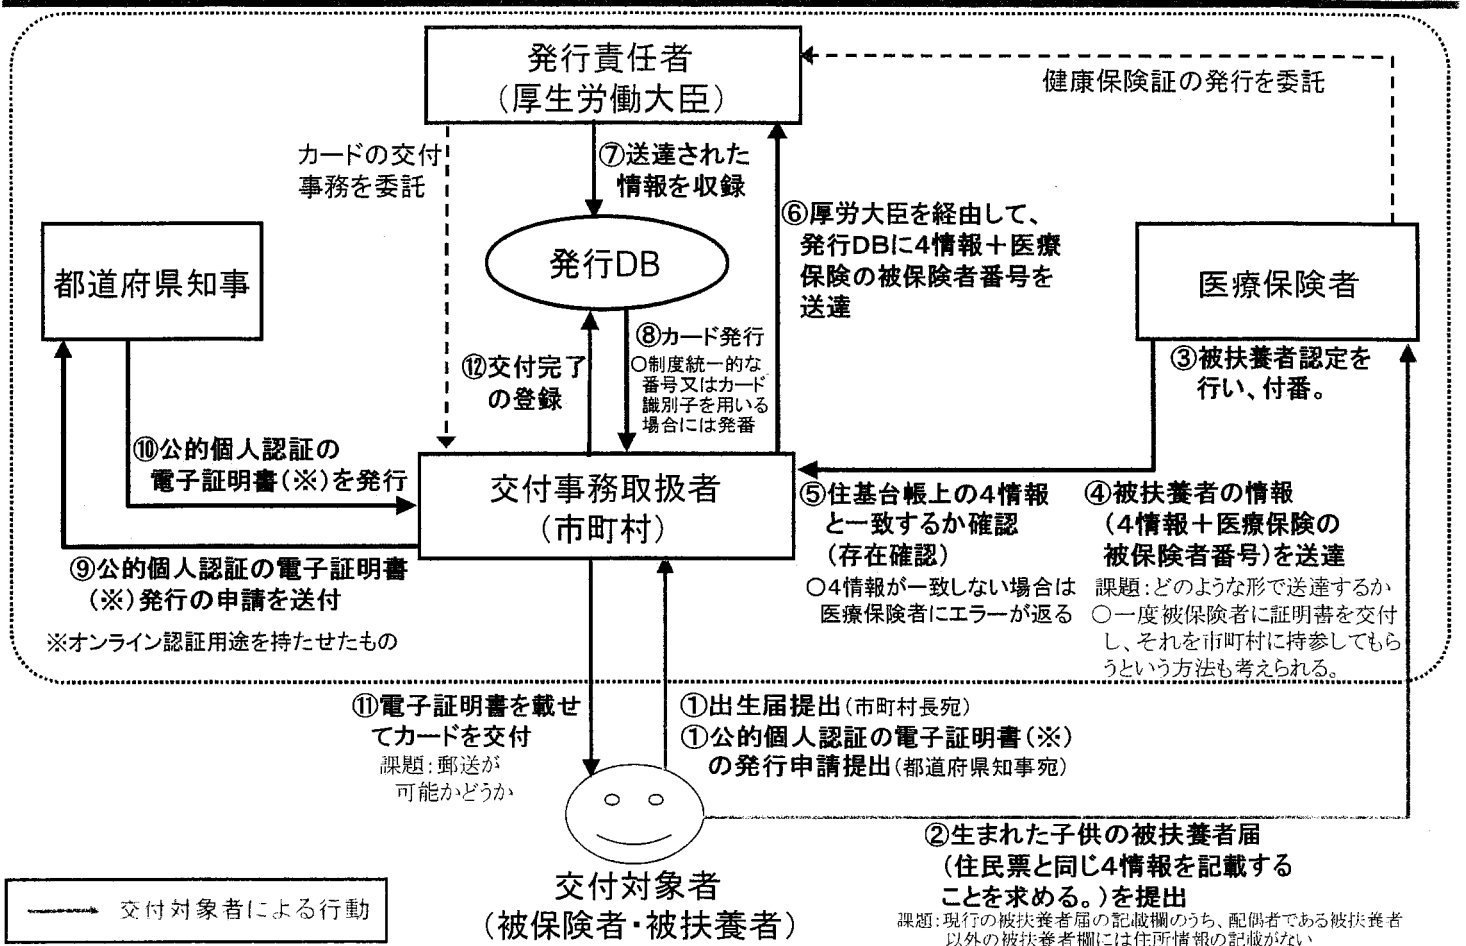 発行責任者
（厚生労働大臣）
健康保険証の発行を委託
カードの交付
事務を委託
⑦送達された
情報を収録
⑥厚労大臣を経由して、
発行DBに4情報＋医療
保険の被保険者番号を
送達
都道府県知事
発行DB
医療保険者
⑧カード発行
○制度統一的な
番号又はカード
識別子を用いる
場合には発番
⑫交付完了
の登録
③被扶養者認定を
行い、付番。
⑩公的個人認証の
電子証明書（※）を発行
交付事務取扱者
（市町村）
⑤住基台帳上の4情報
と一致するか確認
（存在確認）
○4情報が一致しない場合は
医療保険者にエラーが返る
④被扶養者の情報
（4情報＋医療保険の
被保険者番号）を送達
課題：どのような形で送達するか
○一度被保険者に証明書を交付
し、それを市町村に持参してもら
うという方法も考えられる。
⑨公的個人認証の電子証明書
（※）発行の申請を送付
※オンライン認証用途を持たせたもの
⑪電子証明書を載せ
てカードを交付
課題：郵送が
可能かどうか
①出生届提出（市町村長宛）
①公的個人認証の電子証明書（※）
の発行申請提出（都道府県知事宛）
②生まれた子供の被扶養者届
（住民票と同じ4情報を記載する
ことを求める。）を提出
課題：現行の被扶養者届の記載欄のうち、配偶者である被扶養者
以外の被扶養者欄には住所情報の記載がない
交付対象者
（被保険者・被扶養者）
交付対象者による行動